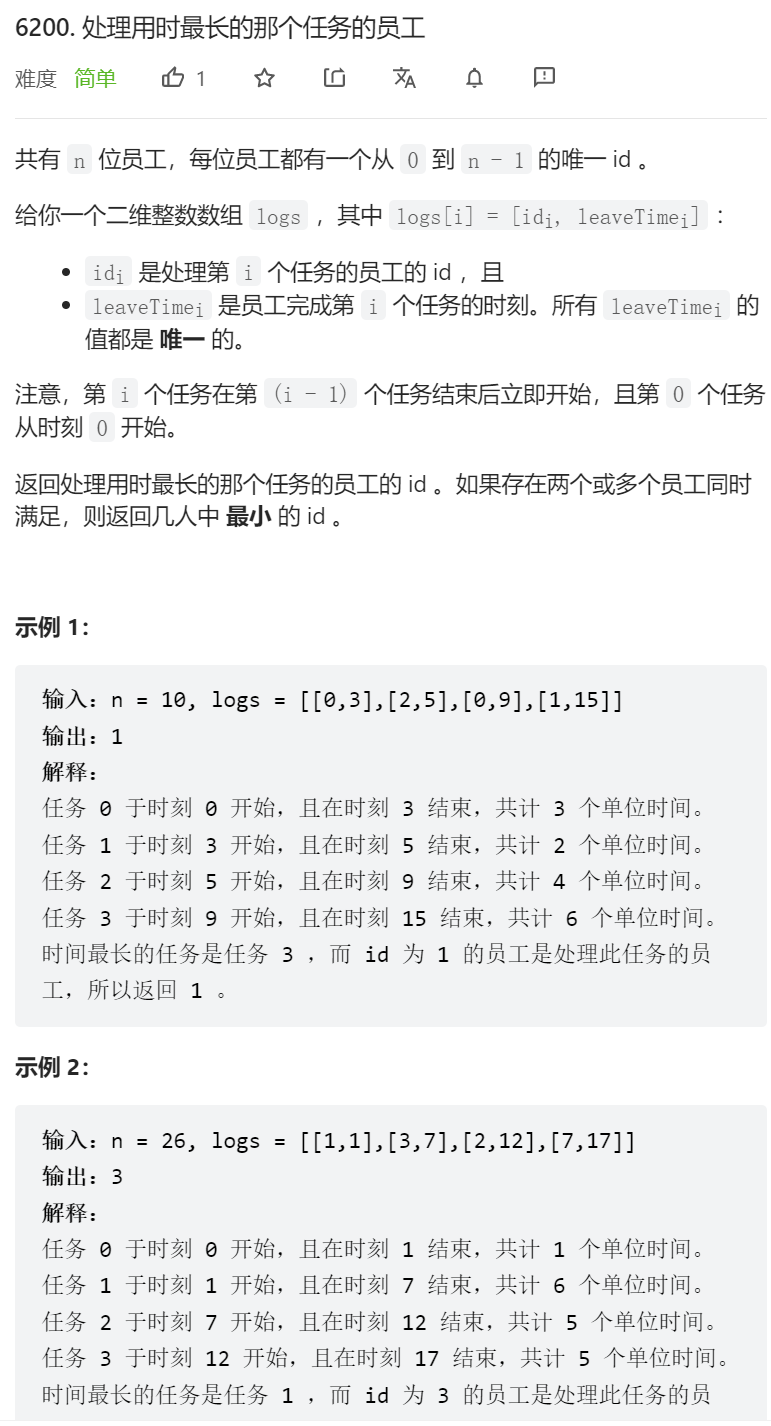 6200. 处理用时最长的那个任务的员工
难度 简单 1
共有 n 位员工，每位员工都有一个从 0 到 n - 1 的唯一 id 。
给你一个二维整数数组 logs ，其中 logs[i] = [idi, leaveTimei] ：
• idi 是处理第 i 个任务的员工的 id ，且
• leaveTimei 是员工完成第 i 个任务的时刻。所有 leaveTimei 的
值都是 唯一 的。
注意，第 i 个任务在第 (i - 1) 个任务结束后立即开始，且第 0 个任务
从时刻 0 开始。
返回处理用时最长的那个任务的员工的 id 。如果存在两个或多个员工同时
满足，则返回几人中 最小 的 id 。
示例 1：
输入：n = 10, logs = [[0,3],[2,5],[0,9],[1,15]]
输出：1
解释：
任务 0 于时刻 0 开始，且在时刻 3 结束，共计 3 个单位时间。
任务 1 于时刻 3 开始，且在时刻 5 结束，共计 2 个单位时间。
任务 2 于时刻 5 开始，且在时刻 9 结束，共计 4 个单位时间。
任务 3 于时刻 9 开始，且在时刻 15 结束，共计 6 个单位时间。
时间最长的任务是任务 3 ，而 id 为 1 的员工是处理此任务的员
工，所以返回 1 。
示例 2：
输入：n = 26, logs = [[1,1],[3,7],[2,12],[7,17]]
输出：3
解释：
任务 0 于时刻 0 开始，且在时刻 1 结束，共计 1 个单位时间。
任务 1 于时刻 1 开始，且在时刻 7 结束，共计 6 个单位时间。
任务 2 于时刻 7 开始，且在时刻 12 结束，共计 5 个单位时间。
任务 3 于时刻 12 开始，且在时刻 17 结束，共计 5 个单位时间。
时间最长的任务是任务 1 ，而 id 为 3 的员工是处理此任务的员